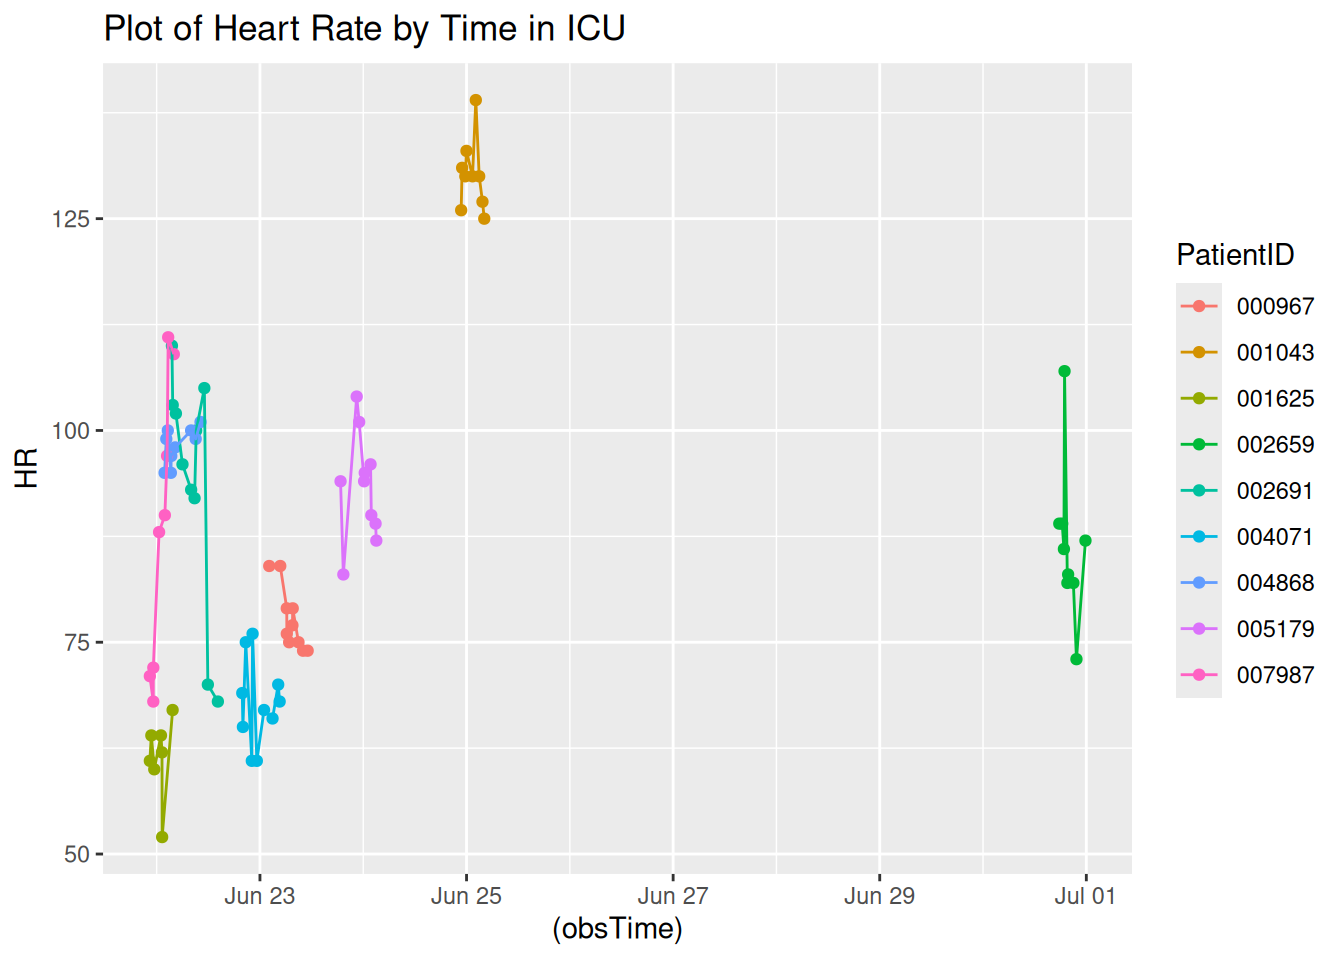 Plot of Heart Rate by Time in ICU
HR
125
100
75
50
Jun 23
Jun 25
Jun 27
Jun 29
Jul 01
(obsTime)
PatientID
000967
001043
001625
002659
002691
004071
004868
005179
007987